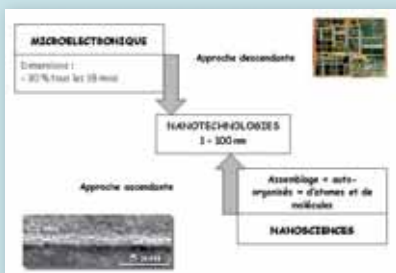 MICROELECTRONIQUE
Dimensions :
- 30 % tous les 18 mois
Approche descendante
NANOTECHNOLOGIES
1 - 100 nm
Assemblage « auto-
organisés » d'atomes et de
molécules
NANOSCIENCES
Approche ascendante